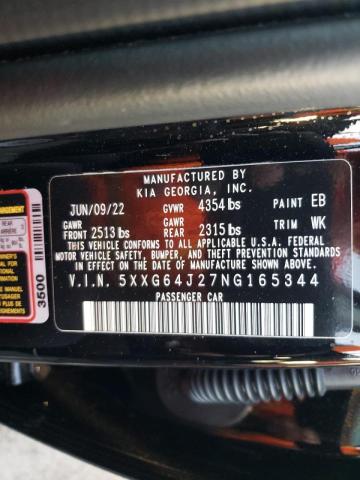 MANUFACTURED BY
KIA GEORGIA, INC.
JUN/09/22 GVWR 4354 lbs PAINT EB
GAWR FRONT 2513 lbs GAWR REAR 2315 lbs TRIM WK
THIS VEHICLE CONFORMS TO ALL APPLICABLE U.S.A. FEDERAL
MOTOR VEHICLE SAFETY, BUMPER, AND THEFT PREVENTION STANDARDS
IN EFFECT ON THE DATE OF MANUFACTURE SHOWN ABOVE.
V.I.N. 5XXG64J27NG165344
PASSENGER CAR
REAR
3500